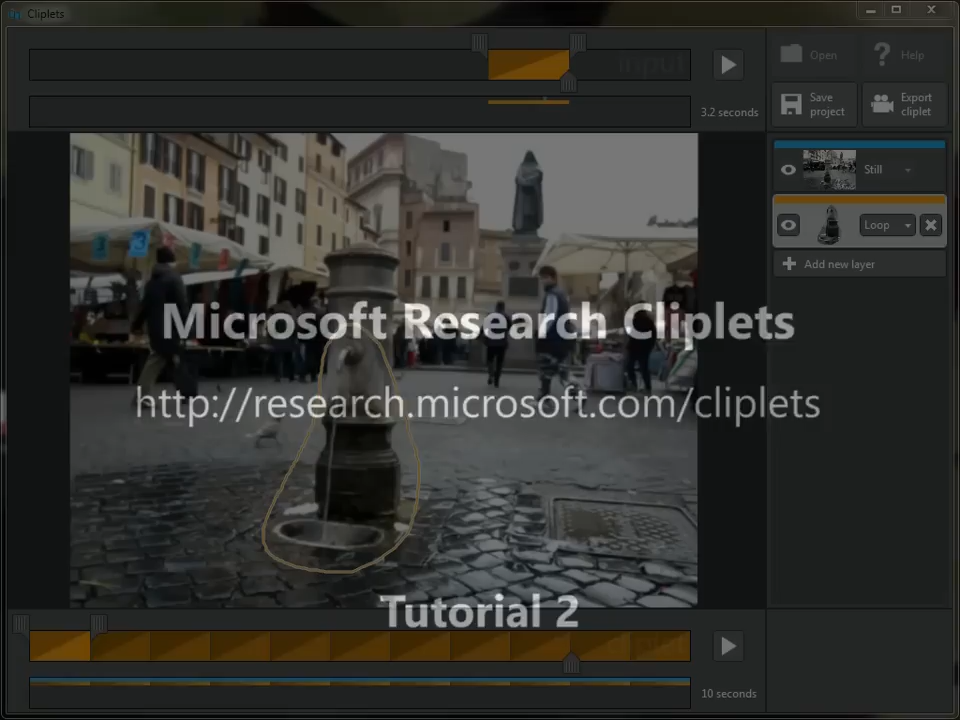 Cliplets
input
Open
Help
3.2 seconds
Save project
Export cliplet
Still
3
Loop
Add new layer
Microsoft Research Cliplets
http://research.microsoft.com/cliplets
Tutorial 2
10 seconds